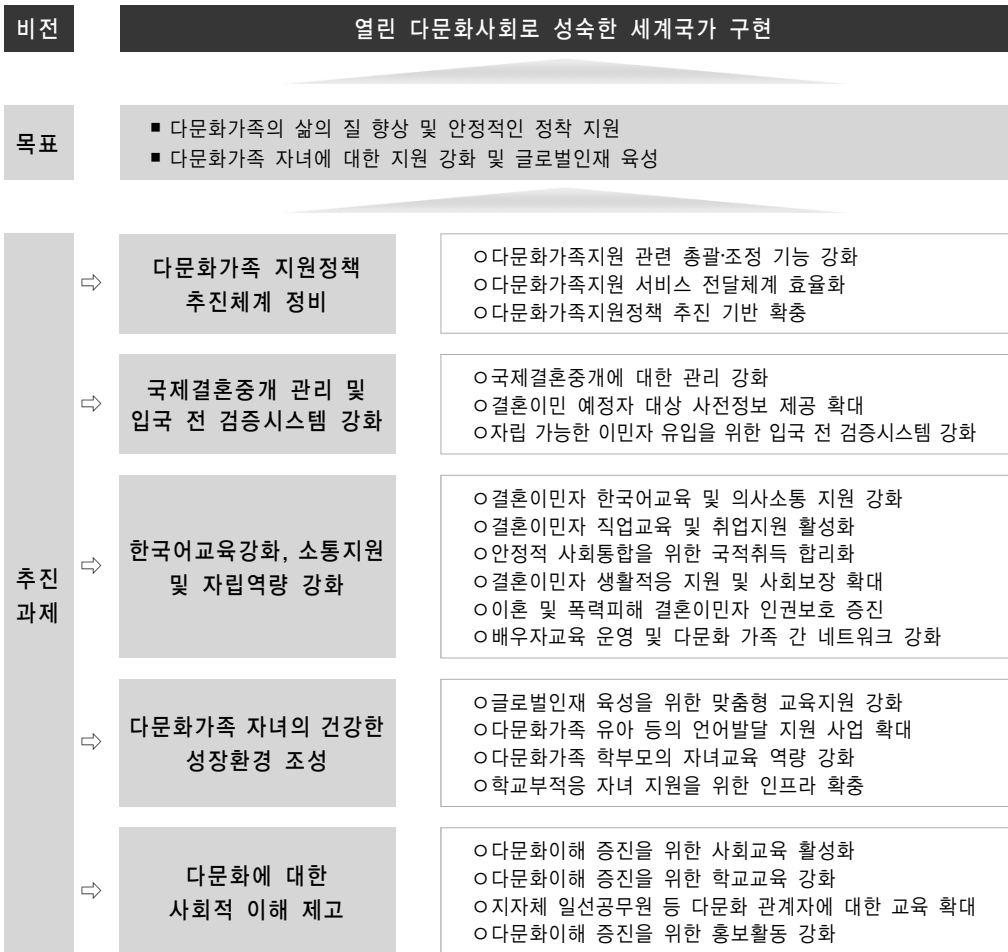 비전
열린 다문화사회로 성숙한 세계국가 구현
목표
■ 다문화가족의 삶의 질 향상 및 안정적인 정착 지원
■ 다문화가족 자녀에 대한 지원 강화 및 글로벌인재 육성
추진
과제
⇨
다문화가족 지원정책
추진체계 정비
ㅇ다문화가족지원 관련 총괄·조정 기능 강화
ㅇ다문화가족지원 서비스 전달체계 효율화
ㅇ다문화가족지원정책 추진 기반 확충
⇨
국제결혼중개 관리 및
입국 전 검증시스템 강화
ㅇ국제결혼중개에 대한 관리 강화
ㅇ결혼이민 예정자 대상 사전정보 제공 확대
ㅇ자립 가능한 이민자 유입을 위한 입국 전 검증시스템 강화
⇨
한국어교육강화, 소통지원
및 자립역량 강화
ㅇ결혼이민자 한국어교육 및 의사소통 지원 강화
ㅇ결혼이민자 직업교육 및 취업지원 활성화
ㅇ안정적 사회통합을 위한 국적취득 합리화
ㅇ결혼이민자 생활적응 지원 및 사회보장 확대
ㅇ이혼 및 폭력피해 결혼이민자 인권보호 증진
ㅇ배우자교육 운영 및 다문화 가족 간 네트워크 강화
⇨
다문화가족 자녀의 건강한
성장환경 조성
ㅇ글로벌인재 육성을 위한 맞춤형 교육지원 강화
ㅇ다문화가족 유아 등의 언어발달 지원 사업 확대
ㅇ다문화가족 학부모의 자녀교육 역량 강화
ㅇ학교부적응 자녀 지원을 위한 인프라 확충
⇨
다문화에 대한
사회적 이해 제고
ㅇ다문화이해 증진을 위한 사회교육 활성화
ㅇ다문화이해 증진을 위한 학교교육 강화
ㅇ지자체 일선공무원 등 다문화 관계자에 대한 교육 확대
ㅇ다문화이해 증진을 위한 홍보활동 강화